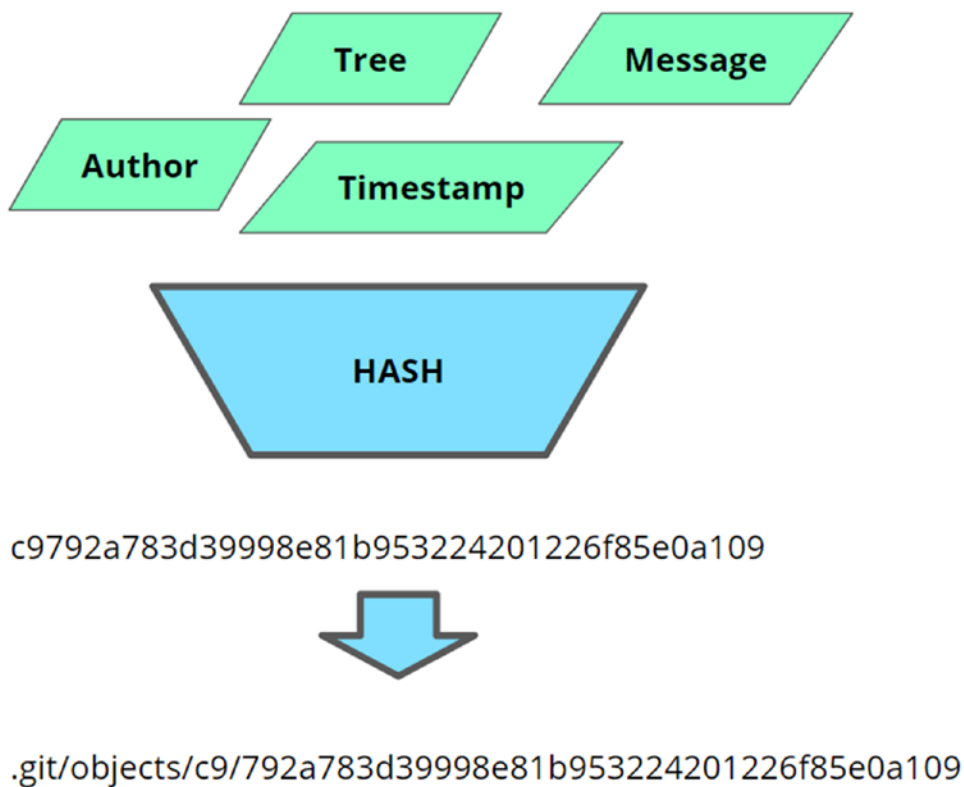 Tree
Message
Author
Timestamp
HASH
c9792a783d39998e81b953224201226f85e0a109
.git/objects/c9/792a783d39998e81b953224201226f85e0a109